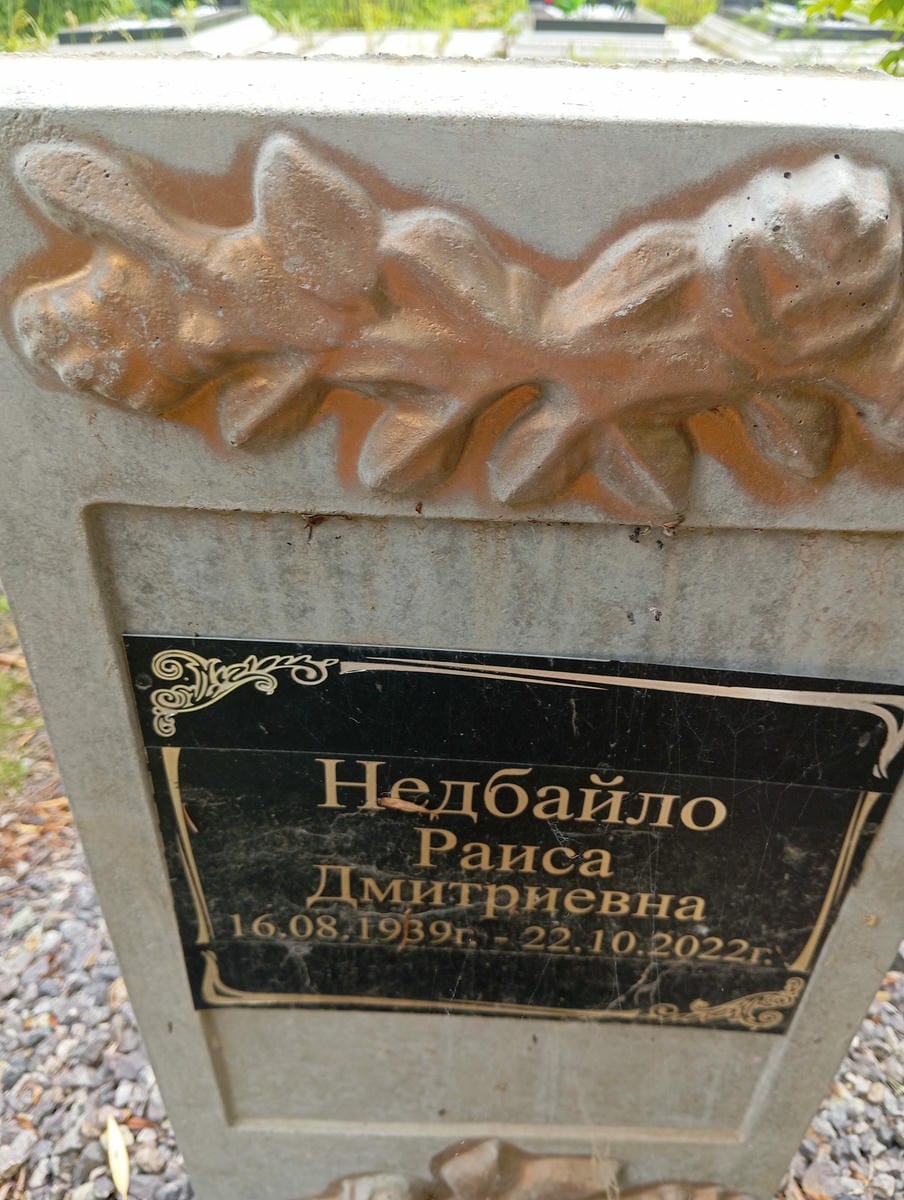 Недбайло
Раиса
Дмитриевна
16.08.1939г. - 22.10.2022г.